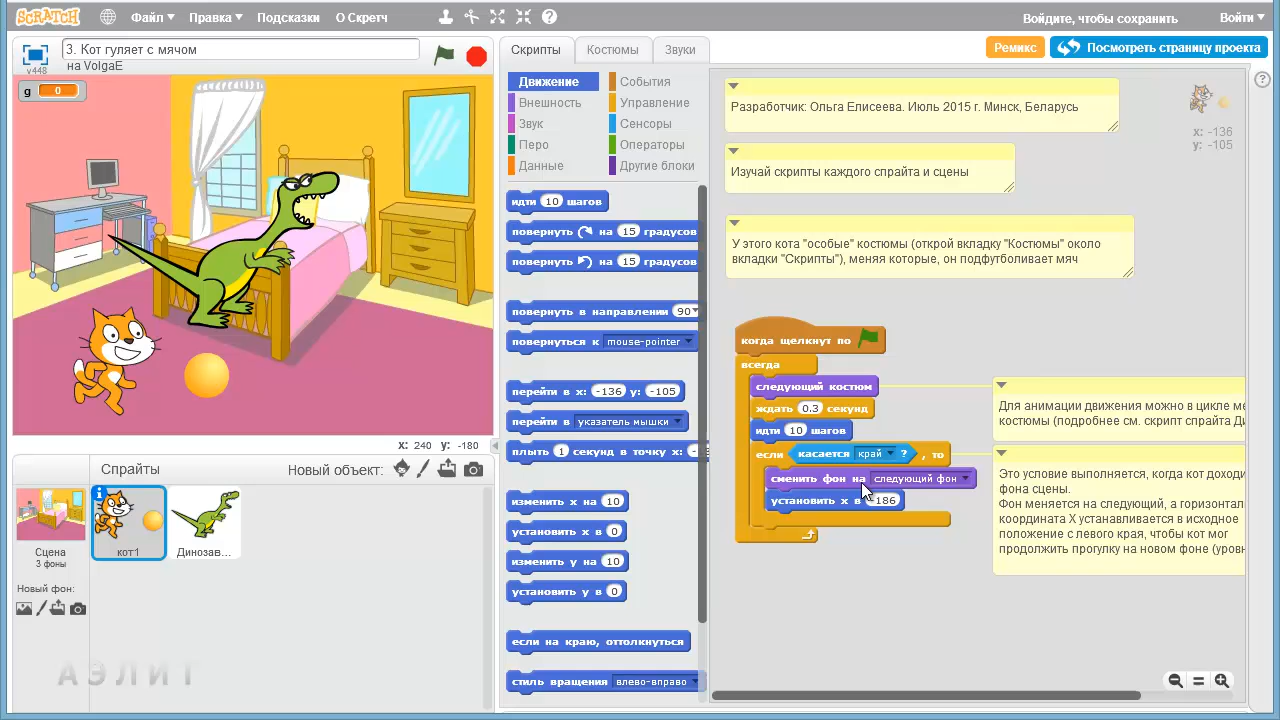 SCRATCH
Файл
Правка
Подсказки
О Скретч
Войдите, чтобы сохранить
Войти
v448
3. Кот гуляет с мячом
на VolgaE
Скрипты
Костюмы
Звуки
Ремикс
Посмотреть страницу проекта
g 0
x: 240 y: -180
Спрайты
Новый объект:
Сцена
3 фоны
Новый фон:
кот1
Динозав...
АЭЛИТ
Движение
Внешность
Звук
Перо
Данные
События
Управление
Сенсоры
Операторы
Другие блоки
идти 10 шагов
повернуть на 15 градусов
повернуть на 15 градусов
повернуть в направлении 90
повернуться к mouse-pointer
перейти в x: -136 y: -105
перейти в указатель мышки
плыть 1 секунд в точку x:
изменить x на 10
установить x в 0
изменить y на 10
установить y в 0
если на краю, оттолкнуться
стиль вращения влево-вправо
Разработчик: Ольга Елисеева. Июль 2015 г. Минск, Беларусь
Изучай скрипты каждого спрайта и сцены
У этого кота "особые" костюмы (открой вкладку "Костюмы" около
вкладки "Скрипты"), меняя которые, он подфутболивает мяч
x: -136
y: -105
когда щелкнут по
всегда
следующий костюм
ждать 0.3 секунд
идти 10 шагов
если касается край ? , то
сменить фон на следующий фон
установить x в 186
Для анимации движения можно в цикле ме
костюмы (подробнее см. скрипт спрайта Ди
Это условие выполняется, когда кот доходи
фона сцены.
Фон меняется на следующий, а горизонтал
координата X устанавливается в исходное
положение с левого края, чтобы кот мог
продолжить прогулку на новом фоне (уровн